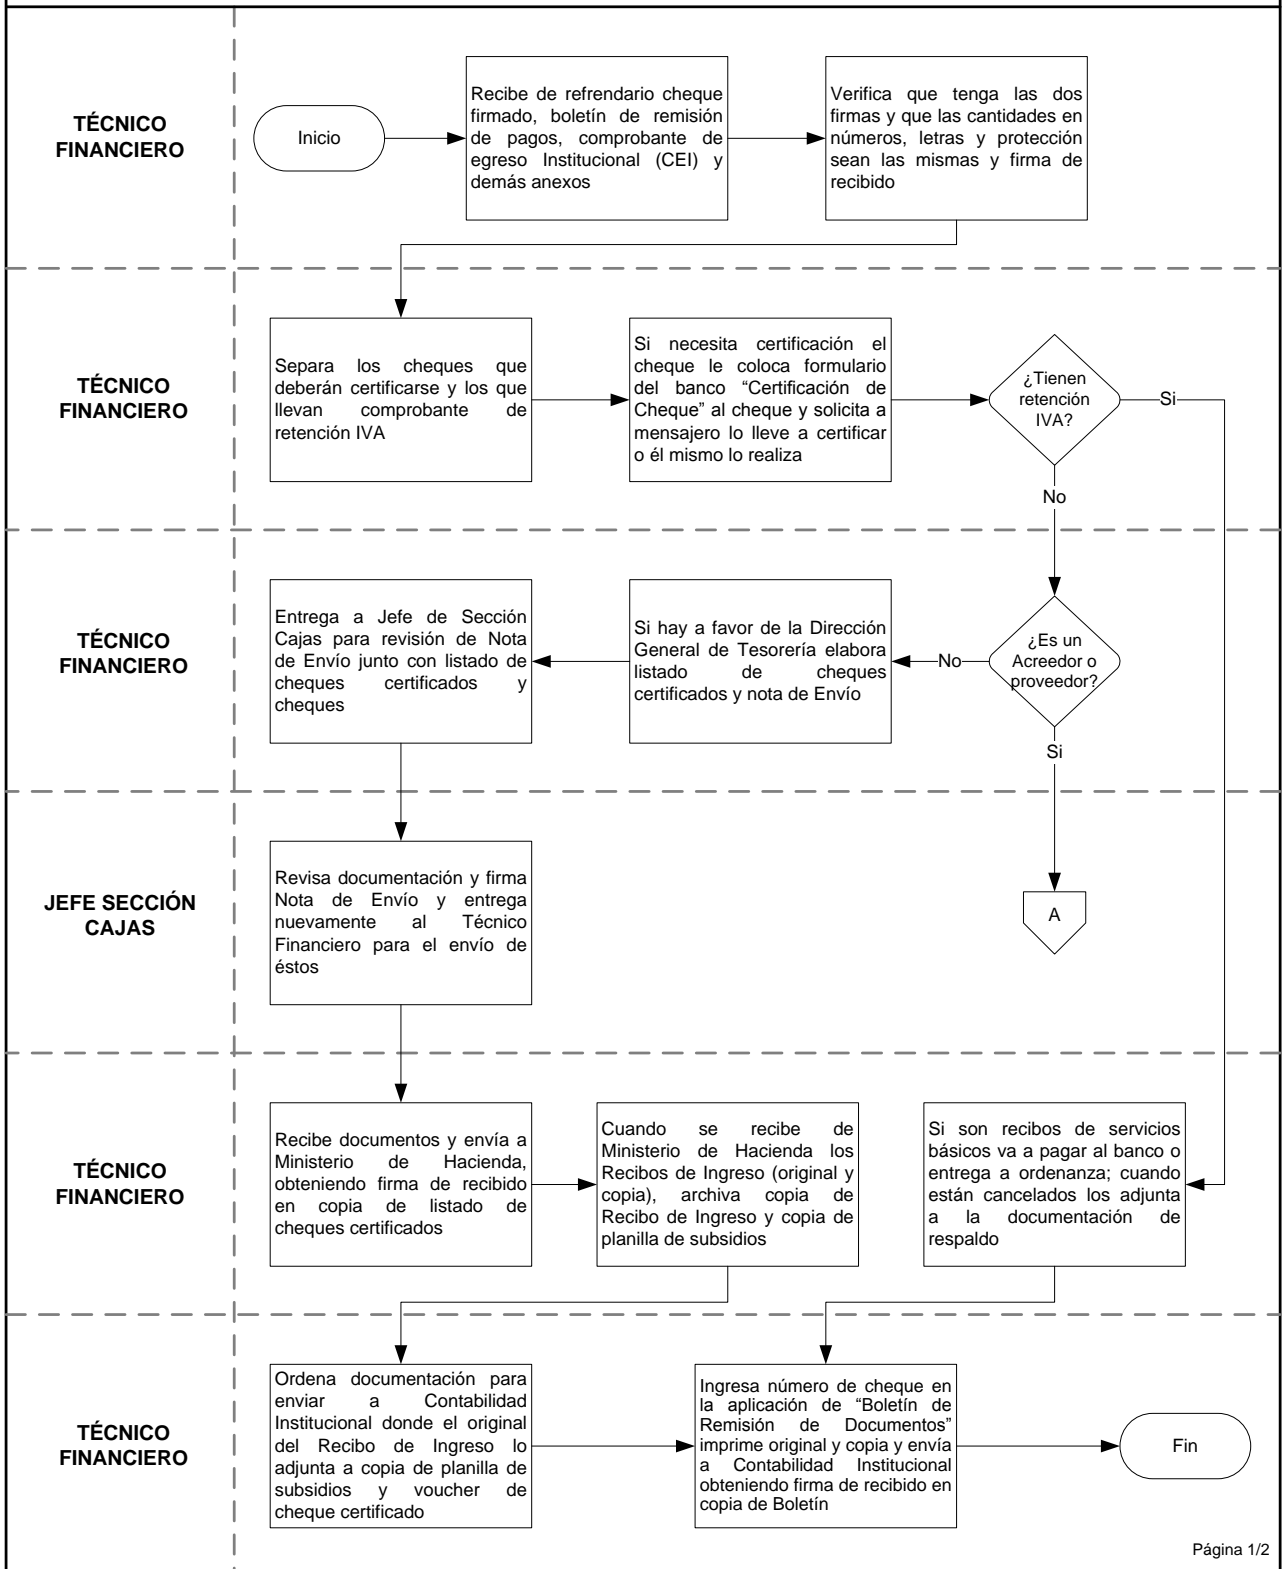 TÉCNICO
FINANCIERO
Inicio
Recibe de refrendario cheque
firmado, boletín de remisión
de pagos, comprobante de
egreso Institucional (CEI) y
demás anexos
Verifica que tenga las dos
firmas y que las cantidades en
números, letras y protección
sean las mismas y firma de
recibido
TÉCNICO
FINANCIERO
Separa los cheques que
deberán certificarse y los que
llevan comprobante de
retención IVA
Si necesita certificación el
cheque le coloca formulario
del banco “Certificación de
Cheque” al cheque y solicita a
mensajero lo lleve a certificar
o él mismo lo realiza
¿Tienen
retención
IVA?
Si
No
TÉCNICO
FINANCIERO
Entrega a Jefe de Sección
Cajas para revisión de Nota
de Envío junto con listado de
cheques certificados y
cheques
Si hay a favor de la Dirección
General de Tesorería elabora
listado de cheques
certificados y nota de Envío
No
¿Es un
Acreedor o
proveedor?
Si
JEFE SECCIÓN
CAJAS
Revisa documentación y firma
Nota de Envío y entrega
nuevamente al Técnico
Financiero para el envío de
éstos
A
TÉCNICO
FINANCIERO
Recibe documentos y envía a
Ministerio de Hacienda,
obteniendo firma de recibido
en copia de listado de
cheques certificados
Cuando se recibe de
Ministerio de Hacienda los
Recibos de Ingreso (original y
copia), archiva copia de
Recibo de Ingreso y copia de
planilla de subsidios
Si son recibos de servicios
básicos va a pagar al banco o
entrega a ordenanza; cuando
están cancelados los adjunta
a la documentación de
respaldo
TÉCNICO
FINANCIERO
Ordena documentación para
enviar a Contabilidad
Institucional donde el original
del Recibo de Ingreso lo
adjunta a copia de planilla de
subsidios y voucher de
cheque certificado
Ingresa número de cheque en
la aplicación de “Boletín de
Remisión de Documentos”
imprime original y copia y envía
a Contabilidad Institucional
obteniendo firma de recibido en
copia de Boletín
Fin
Página 1/2